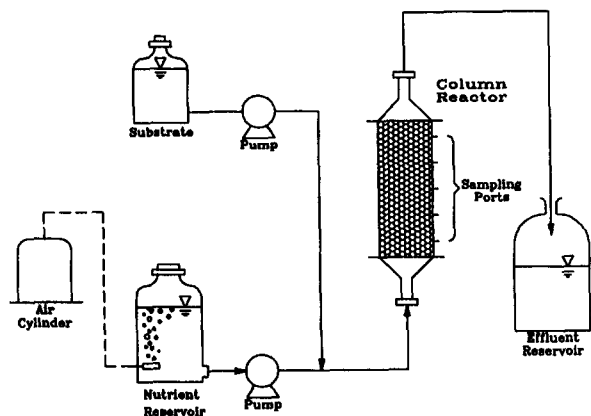 Substrate
Pump
Column
Reactor
Sampling
Ports
Air
Cylinder
Nutrient
Reservoir
Pump
Effluent
Reservoir